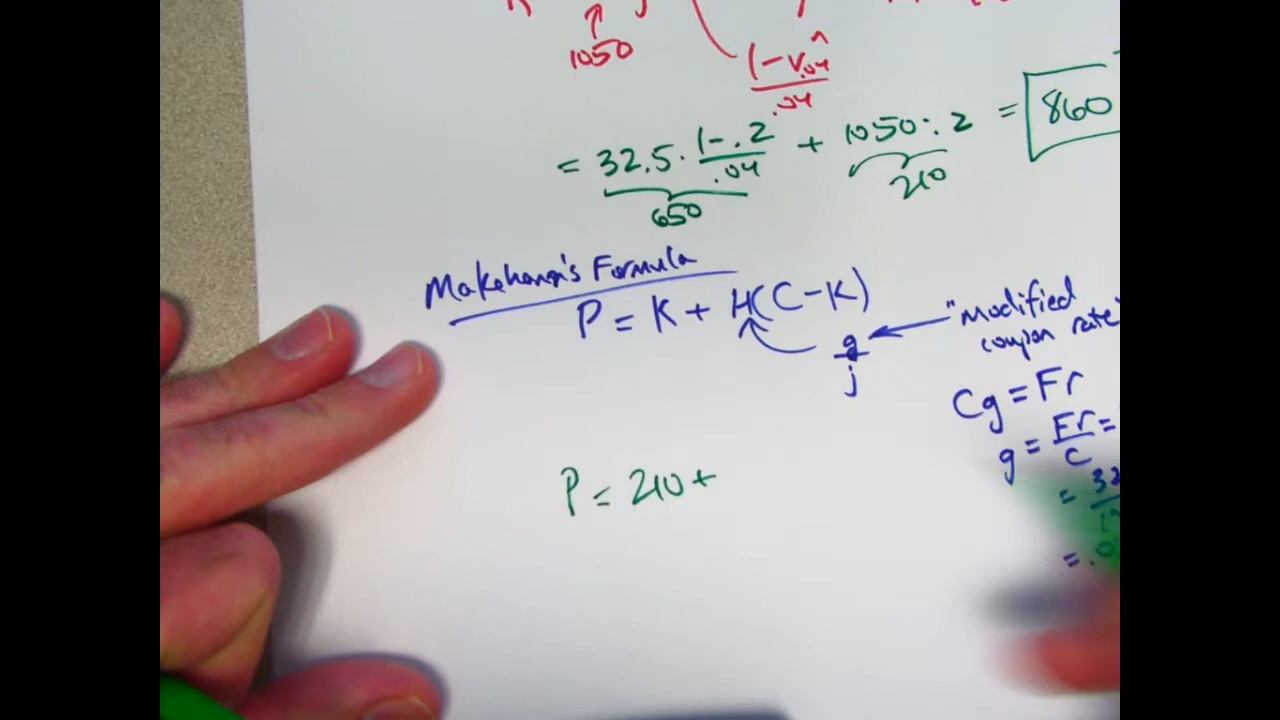 1050
1-v.04^n
.04
= 32.5 · 1-.2/.04 + 1050·.2 = 860
650
210
Makeham's Formula
P = K + H(C-K)
g/j
"modified
coupon rate"
Cg = Fr
g = Fr/C =
P = 210 +